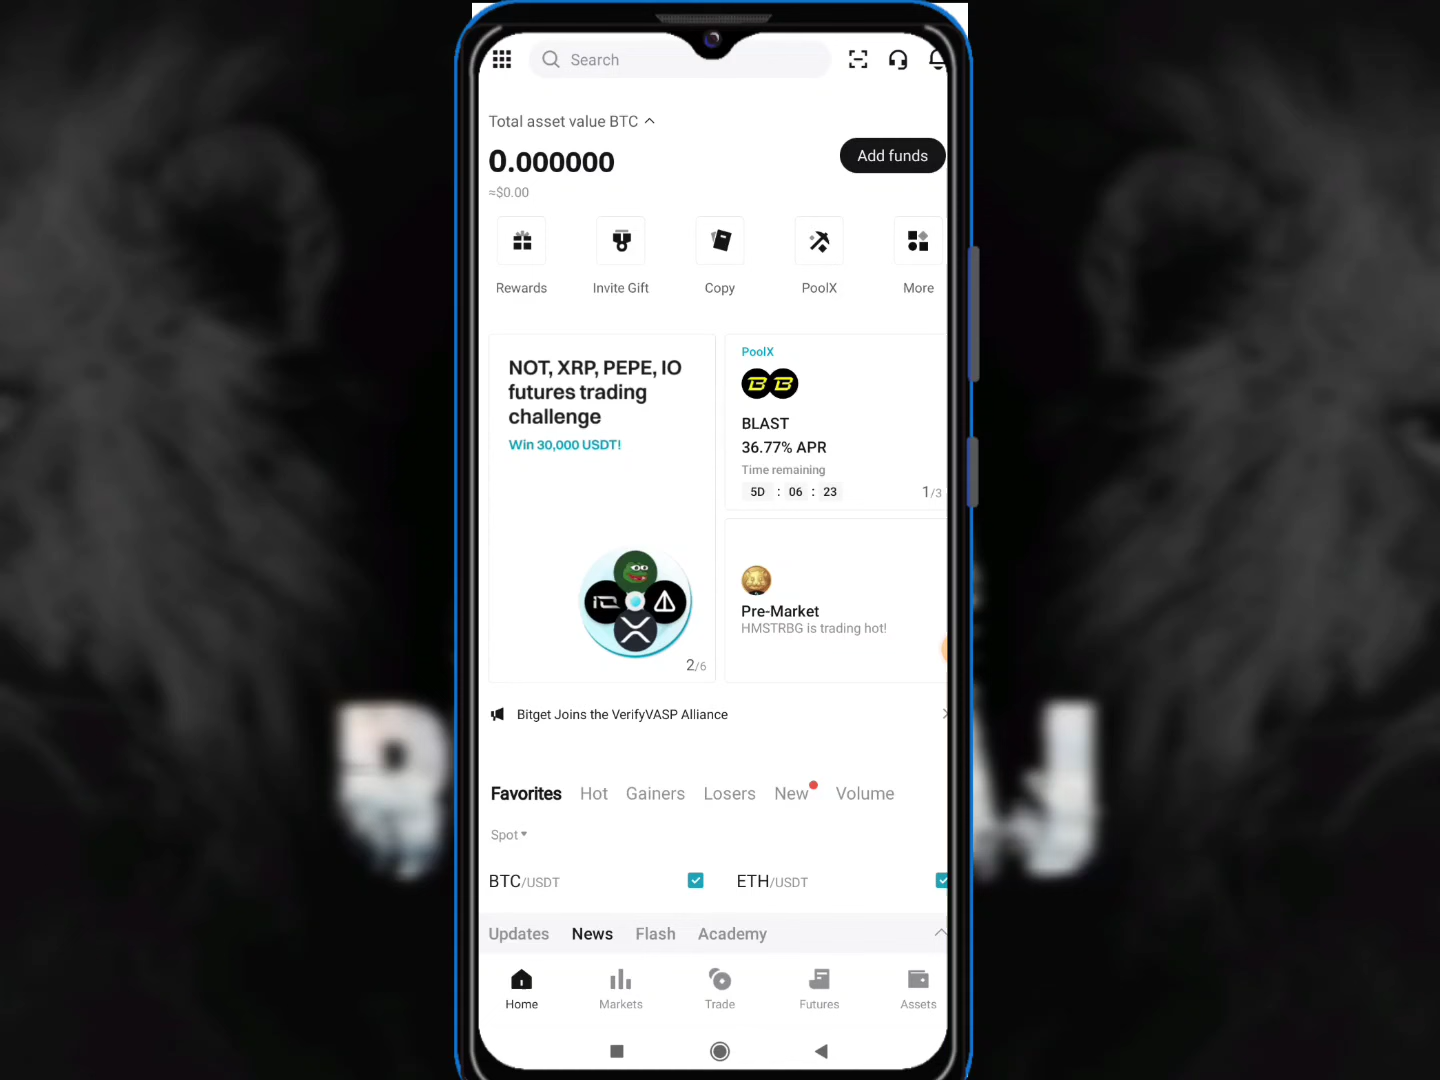 Search
Total asset value BTC
0.000000
Add funds
≈$0.00
Rewards
Invite Gift
Copy
PoolX
More
NOT, XRP, PEPE, IO
futures trading
challenge
Win 30,000 USDT!
2/6
PoolX
BLAST
36.77% APR
Time remaining
5D : 06 : 23
1/3
Pre-Market
HMSTRBG is trading hot!
Bitget Joins the VerifyVASP Alliance
Favorites Hot Gainers Losers New Volume
Spot
BTC/USDT
ETH/USDT
Updates News Flash Academy
Home
Markets
Trade
Futures
Assets